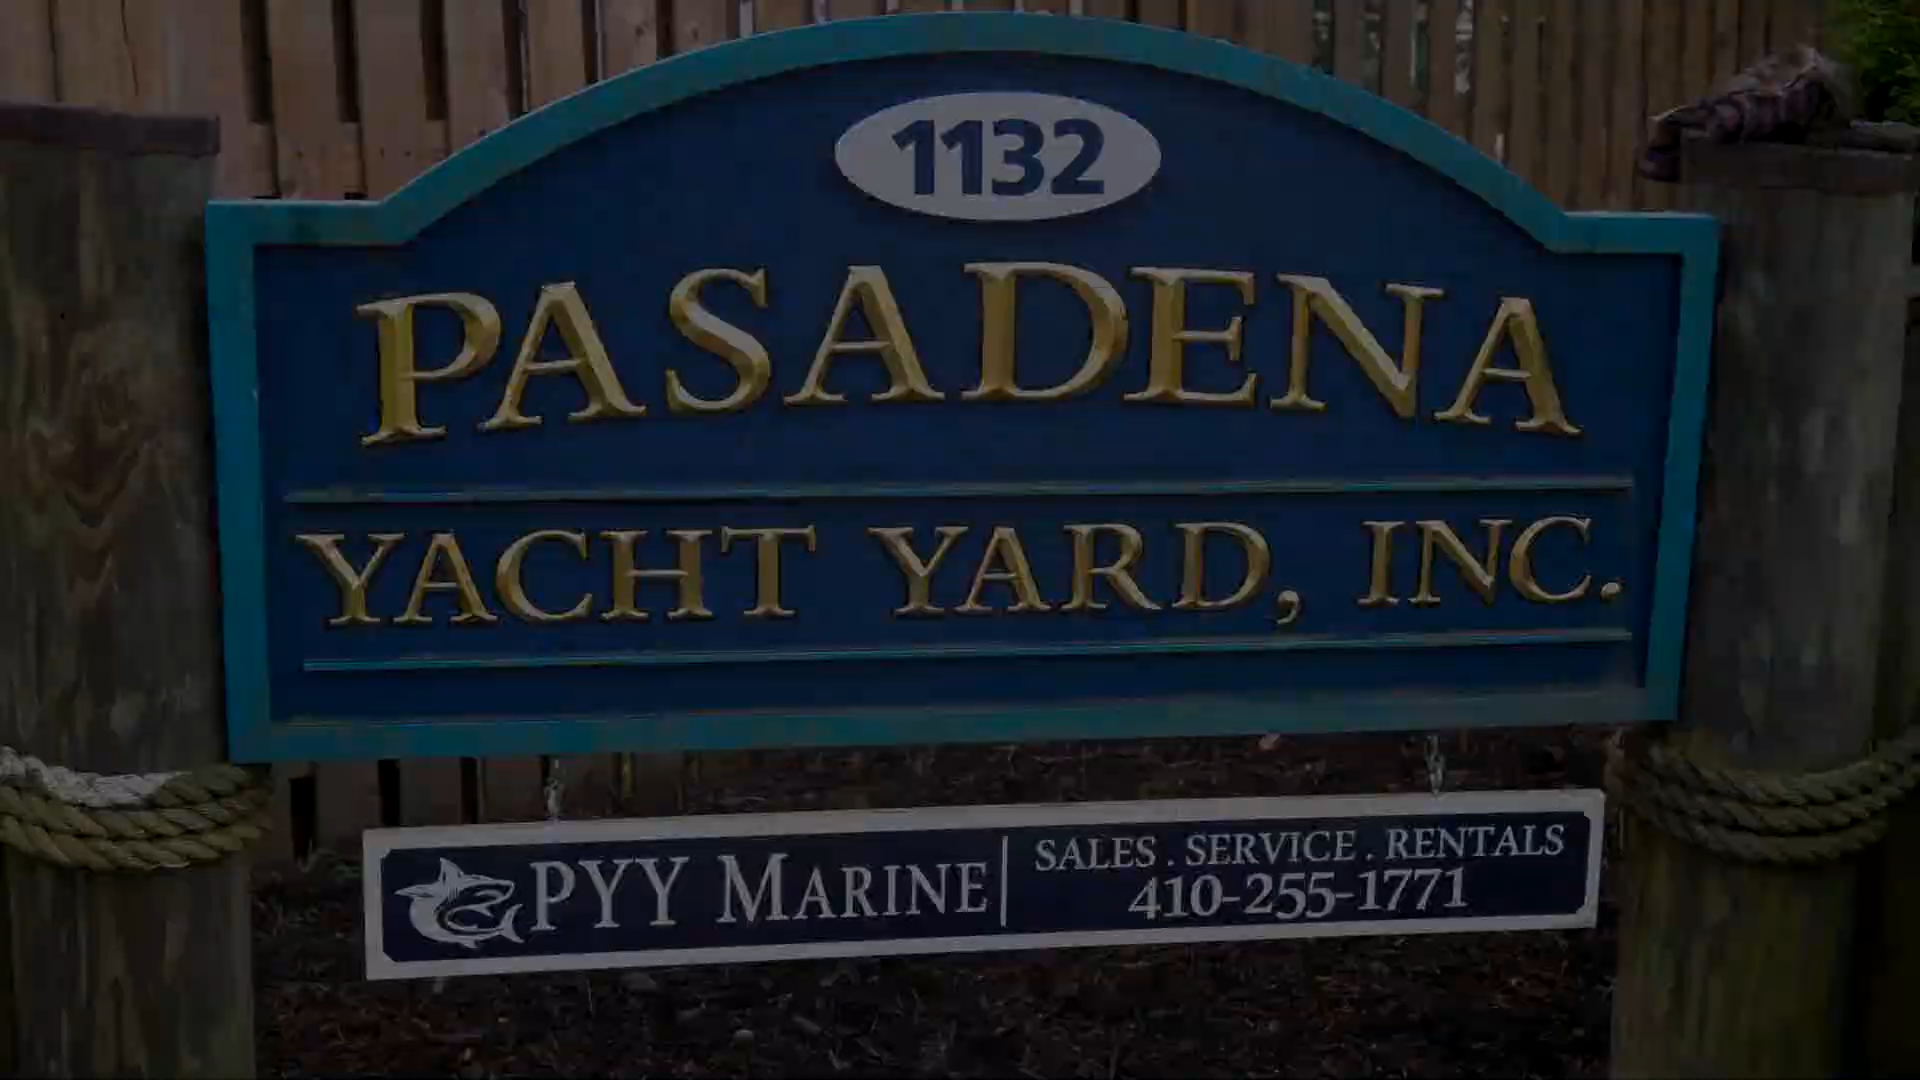 1132
PASADENA
YACHT YARD, INC.
PYY MARINE
SALES . SERVICE . RENTALS
410-255-1771